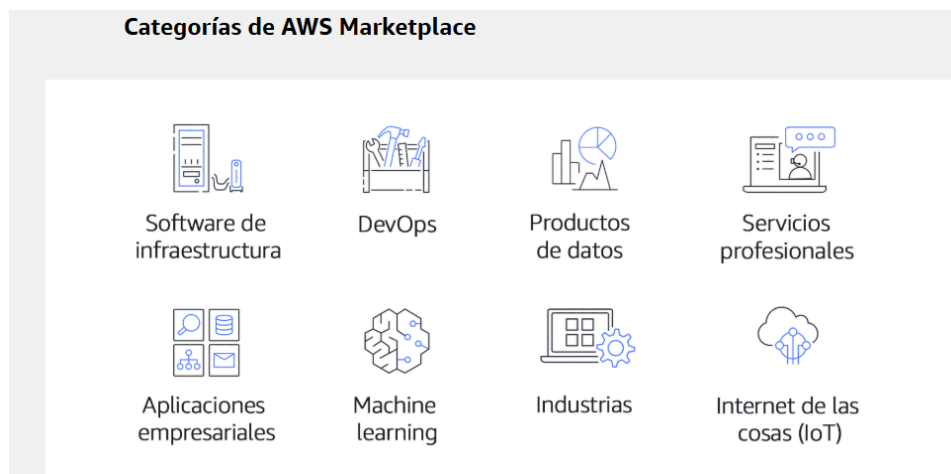 Categorías de AWS Marketplace
Software de
infraestructura
DevOps
Productos
de datos
Servicios
profesionales
Aplicaciones
empresariales
Machine
learning
Industrias
Internet de las
cosas (IoT)